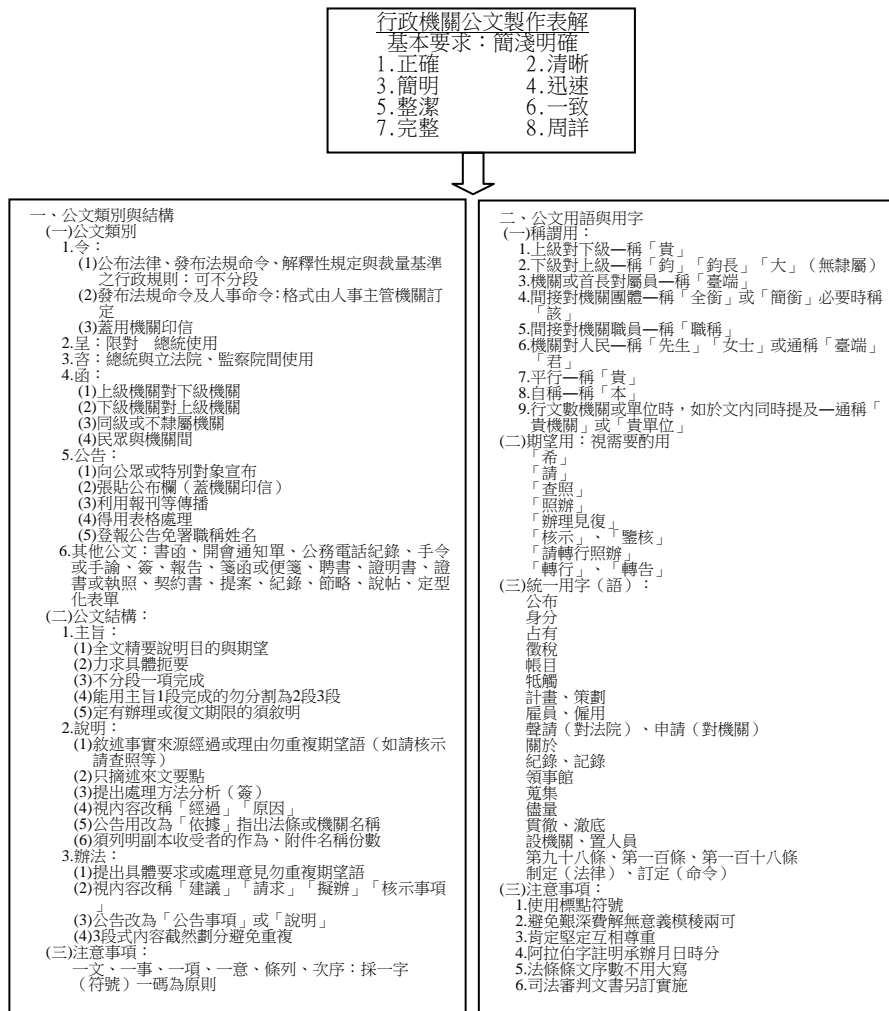 行政機關公文製作表解
基本要求：簡淺明確
1.正確 2.清晰
3.簡明 4.迅速
5.整潔 6.一致
7.完整 8.周詳
一、公文類別與結構
(一)公文類別
1.令：
(1)公布法律、發布法規命令、解釋性規定與裁量基準
之行政規則：可不分段
(2)發布法規命令及人事命令：格式由人事主管機關訂
定
(3)蓋用機關印信
2.呈：限對　總統使用
3.咨：總統與立法院、監察院間使用
4.函：
(1)上級機關對下級機關
(2)下級機關對上級機關
(3)同級或不隸屬機關
(4)民眾與機關間
5.公告：
(1)向公眾或特別對象宣布
(2)張貼公布欄（蓋機關印信）
(3)利用報刊等傳播
(4)得用表格處理
(5)登報公告免署職稱姓名
6.其他公文：書函、開會通知單、公務電話紀錄、手令
或手諭、簽、報告、箋函或便箋、聘書、證明書、證
書或執照、契約書、提案、紀錄、節略、說帖、定型
化表單
(二)公文結構：
1.主旨：
(1)全文精要說明目的與期望
(2)力求具體扼要
(3)不分段一項完成
(4)能用主旨1段完成的勿分割為2段3段
(5)定有辦理或復文期限的須敘明
2.說明：
(1)敘述事實來源經過或理由勿重複期望語（如請核示
請查照等）
(2)只摘述來文要點
(3)提出處理方法分析（簽）
(4)視內容改稱「經過」「原因」
(5)公告用改為「依據」指出法條或機關名稱
(6)須列明副本收受者的作為、附件名稱份數
3.辦法：
(1)提出具體要求或處理意見勿重複期望語
(2)視內容改稱「建議」「請求」「擬辦」「核示事項
」
(3)公告改為「公告事項」或「說明」
(4)3段式內容截然劃分避免重複
(三)注意事項：
一文、一事、一項、一意、條列、次序：採一字
（符號）一碼為原則
二、公文用語與用字
(一)稱謂用：
1.上級對下級—稱「貴」
2.下級對上級—稱「鈞」「鈞長」「大」（無隸屬）
3.機關或首長對屬員—稱「臺端」
4.間接對機關團體—稱「全銜」或「簡銜」必要時稱
「該」
5.間接對機關職員—稱「職稱」
6.機關對人民—稱「先生」「女士」或通稱「臺端」
「君」
7.平行—稱「貴」
8.自稱—稱「本」
9.行文數機關或單位時，如於文內同時提及—通稱「
貴機關」或「貴單位」
(二)期望用：視需要酌用
「希」
「請」
「查照」
「照辦」
「辦理見復」
「核示」、「鑒核」
「請轉行照辦」
「轉行」、「轉告」
(三)統一用字（語）：
公布
身分
占有
徵稅
帳目
牴觸
計畫、策劃
雇員、僱用
聲請（對法院）、申請（對機關）
關於
紀錄、記錄
領事館
蒐集
儘量
貫徹、澈底
設機關、置人員
第九十八條、第一百條、第一百十八條
制定（法律）、訂定（命令）
(三)注意事項：
1.使用標點符號
2.避免艱深費解無意義模稜兩可
3.肯定堅定互相尊重
4.阿拉伯字註明承辦月日時分
5.法條條文序數不用大寫
6.司法審判文書另訂實施